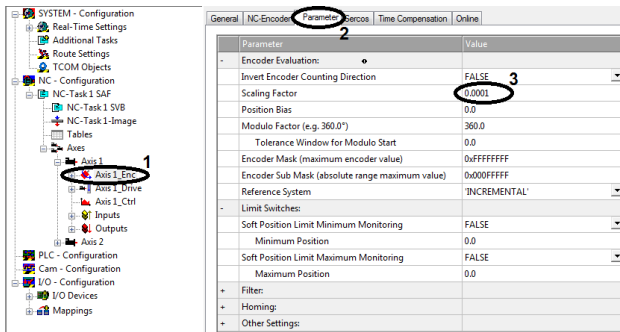 SYSTEM - Configuration
Real-Time Settings
Additional Tasks
Route Settings
TCOM Objects
NC - Configuration
NC-Task 1 SAF
NC-Task 1 SVB
NC-Task 1-Image
Tables
Axes
Axis 1
1
Axis 1_Enc
Axis 1_Drive
Axis 1_Ctrl
Inputs
Outputs
Axis 2
PLC - Configuration
Cam - Configuration
I/O - Configuration
I/O Devices
Mappings
General NC-Encoder Parameter Sercos Time Compensation Online
2
Parameter Value
- Encoder Evaluation:
Invert Encoder Counting Direction FALSE
3
Scaling Factor 0.0001
Position Bias 0.0
Modulo Factor (e.g. 360.0°) 360.0
Tolerance Window for Modulo Start 0.0
Encoder Mask (maximum encoder value) 0xFFFFFFFF
Encoder Sub Mask (absolute range maximum value) 0x000FFFFF
Reference System 'INCREMENTAL'
- Limit Switches:
Soft Position Limit Minimum Monitoring FALSE
Minimum Position 0.0
Soft Position Limit Maximum Monitoring FALSE
Maximum Position 0.0
+ Filter:
+ Homing:
+ Other Settings: